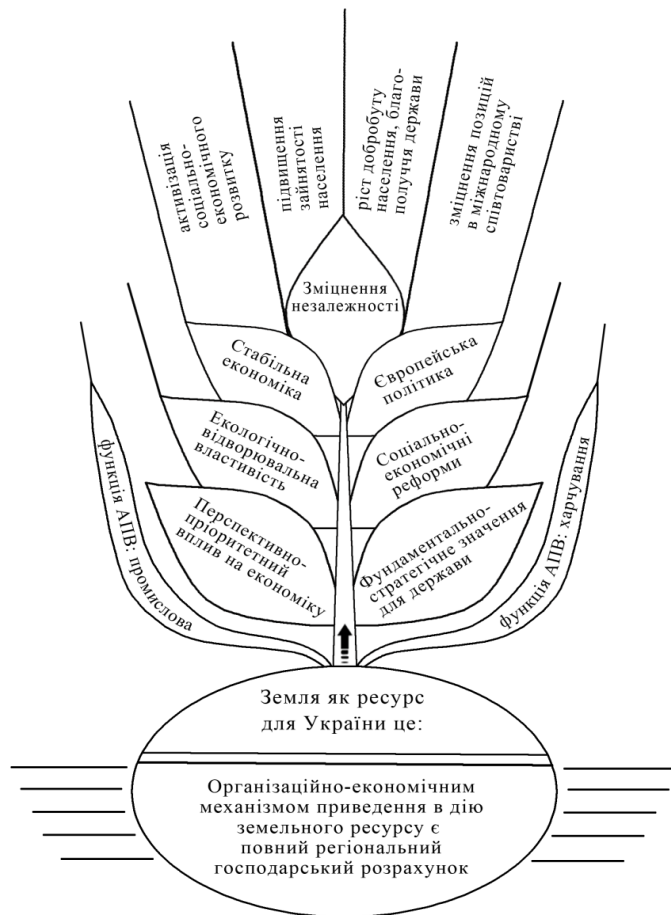 активізація
соціально-
економічного
розвитку
підвищення
зайнятості
населення
ріст добробуту
населення, благо-
получчя держави
зміцнення позицій
в міжнародному
співтоваристві
Зміцнення
незалежності
Стабільна
економіка
Європейська
політика
Екологічно-
відворювальна
властивість
Соціально-
економічні
реформи
Перспективно-
пріоритетний
вплив на економіку
Фундаментально-
стратегічне значення
для держави
функція АПВ: промислова
функція АПВ: харчування
Земля як ресурс
для України це:
Організаційно-економічним
механізмом приведення в дію
земельного ресурсу є
повний регіональний
господарський розрахунок